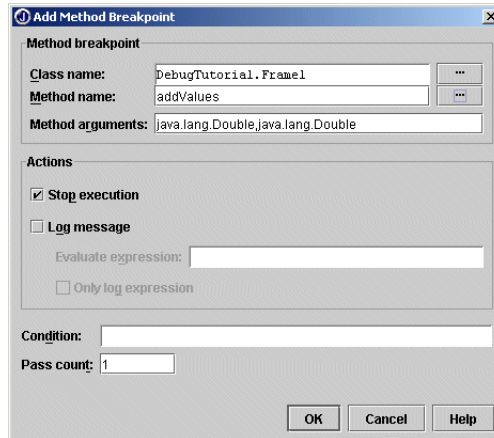 Add Method Breakpoint
Method breakpoint
Class name: DebugTutorial.Frame1 ...
Method name: addValues ...
Method arguments: java.lang.Double,java.lang.Double
Actions
Stop execution
Log message
Evaluate expression:
Only log expression
Condition:
Pass count: 1
OK Cancel Help